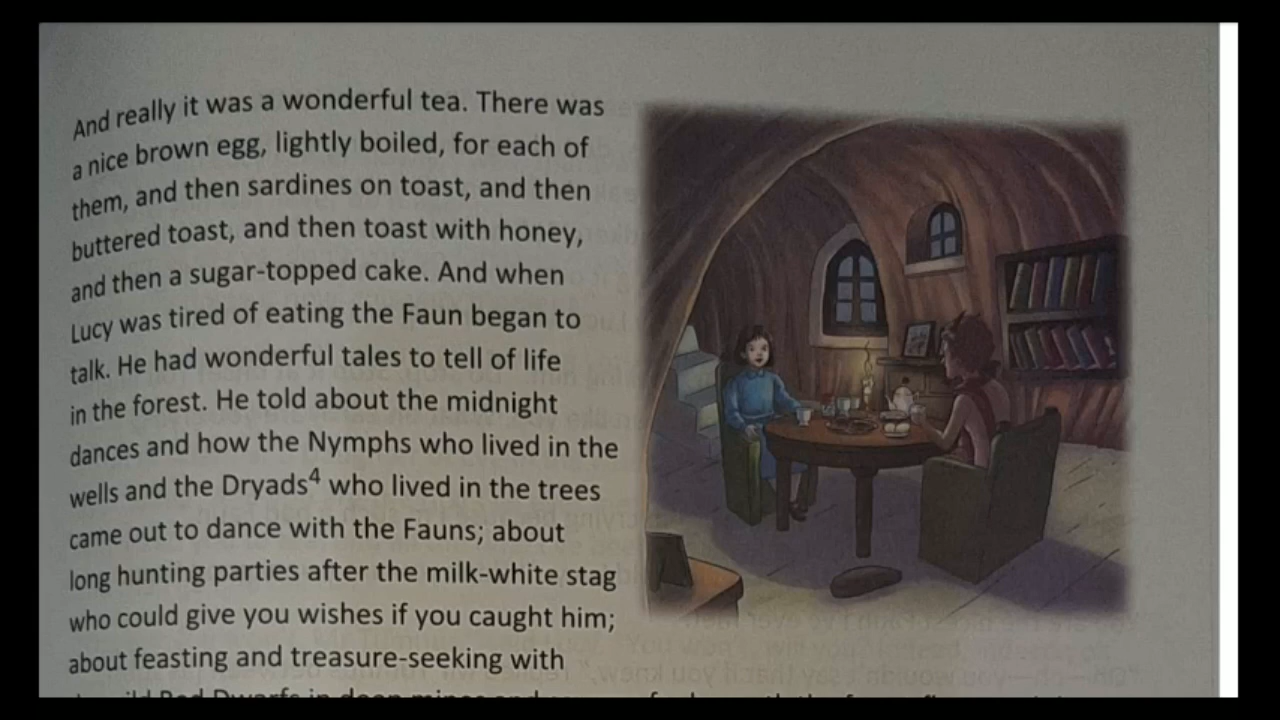 And really it was a wonderful tea. There was
a nice brown egg, lightly boiled, for each of
them, and then sardines on toast, and then
buttered toast, and then toast with honey,
and then a sugar-topped cake. And when
Lucy was tired of eating the Faun began to
talk. He had wonderful tales to tell of life
in the forest. He told about the midnight
dances and how the Nymphs who lived in the
wells and the Dryads⁴ who lived in the trees
came out to dance with the Fauns; about
long hunting parties after the milk-white stag
who could give you wishes if you caught him;
about feasting and treasure-seeking with